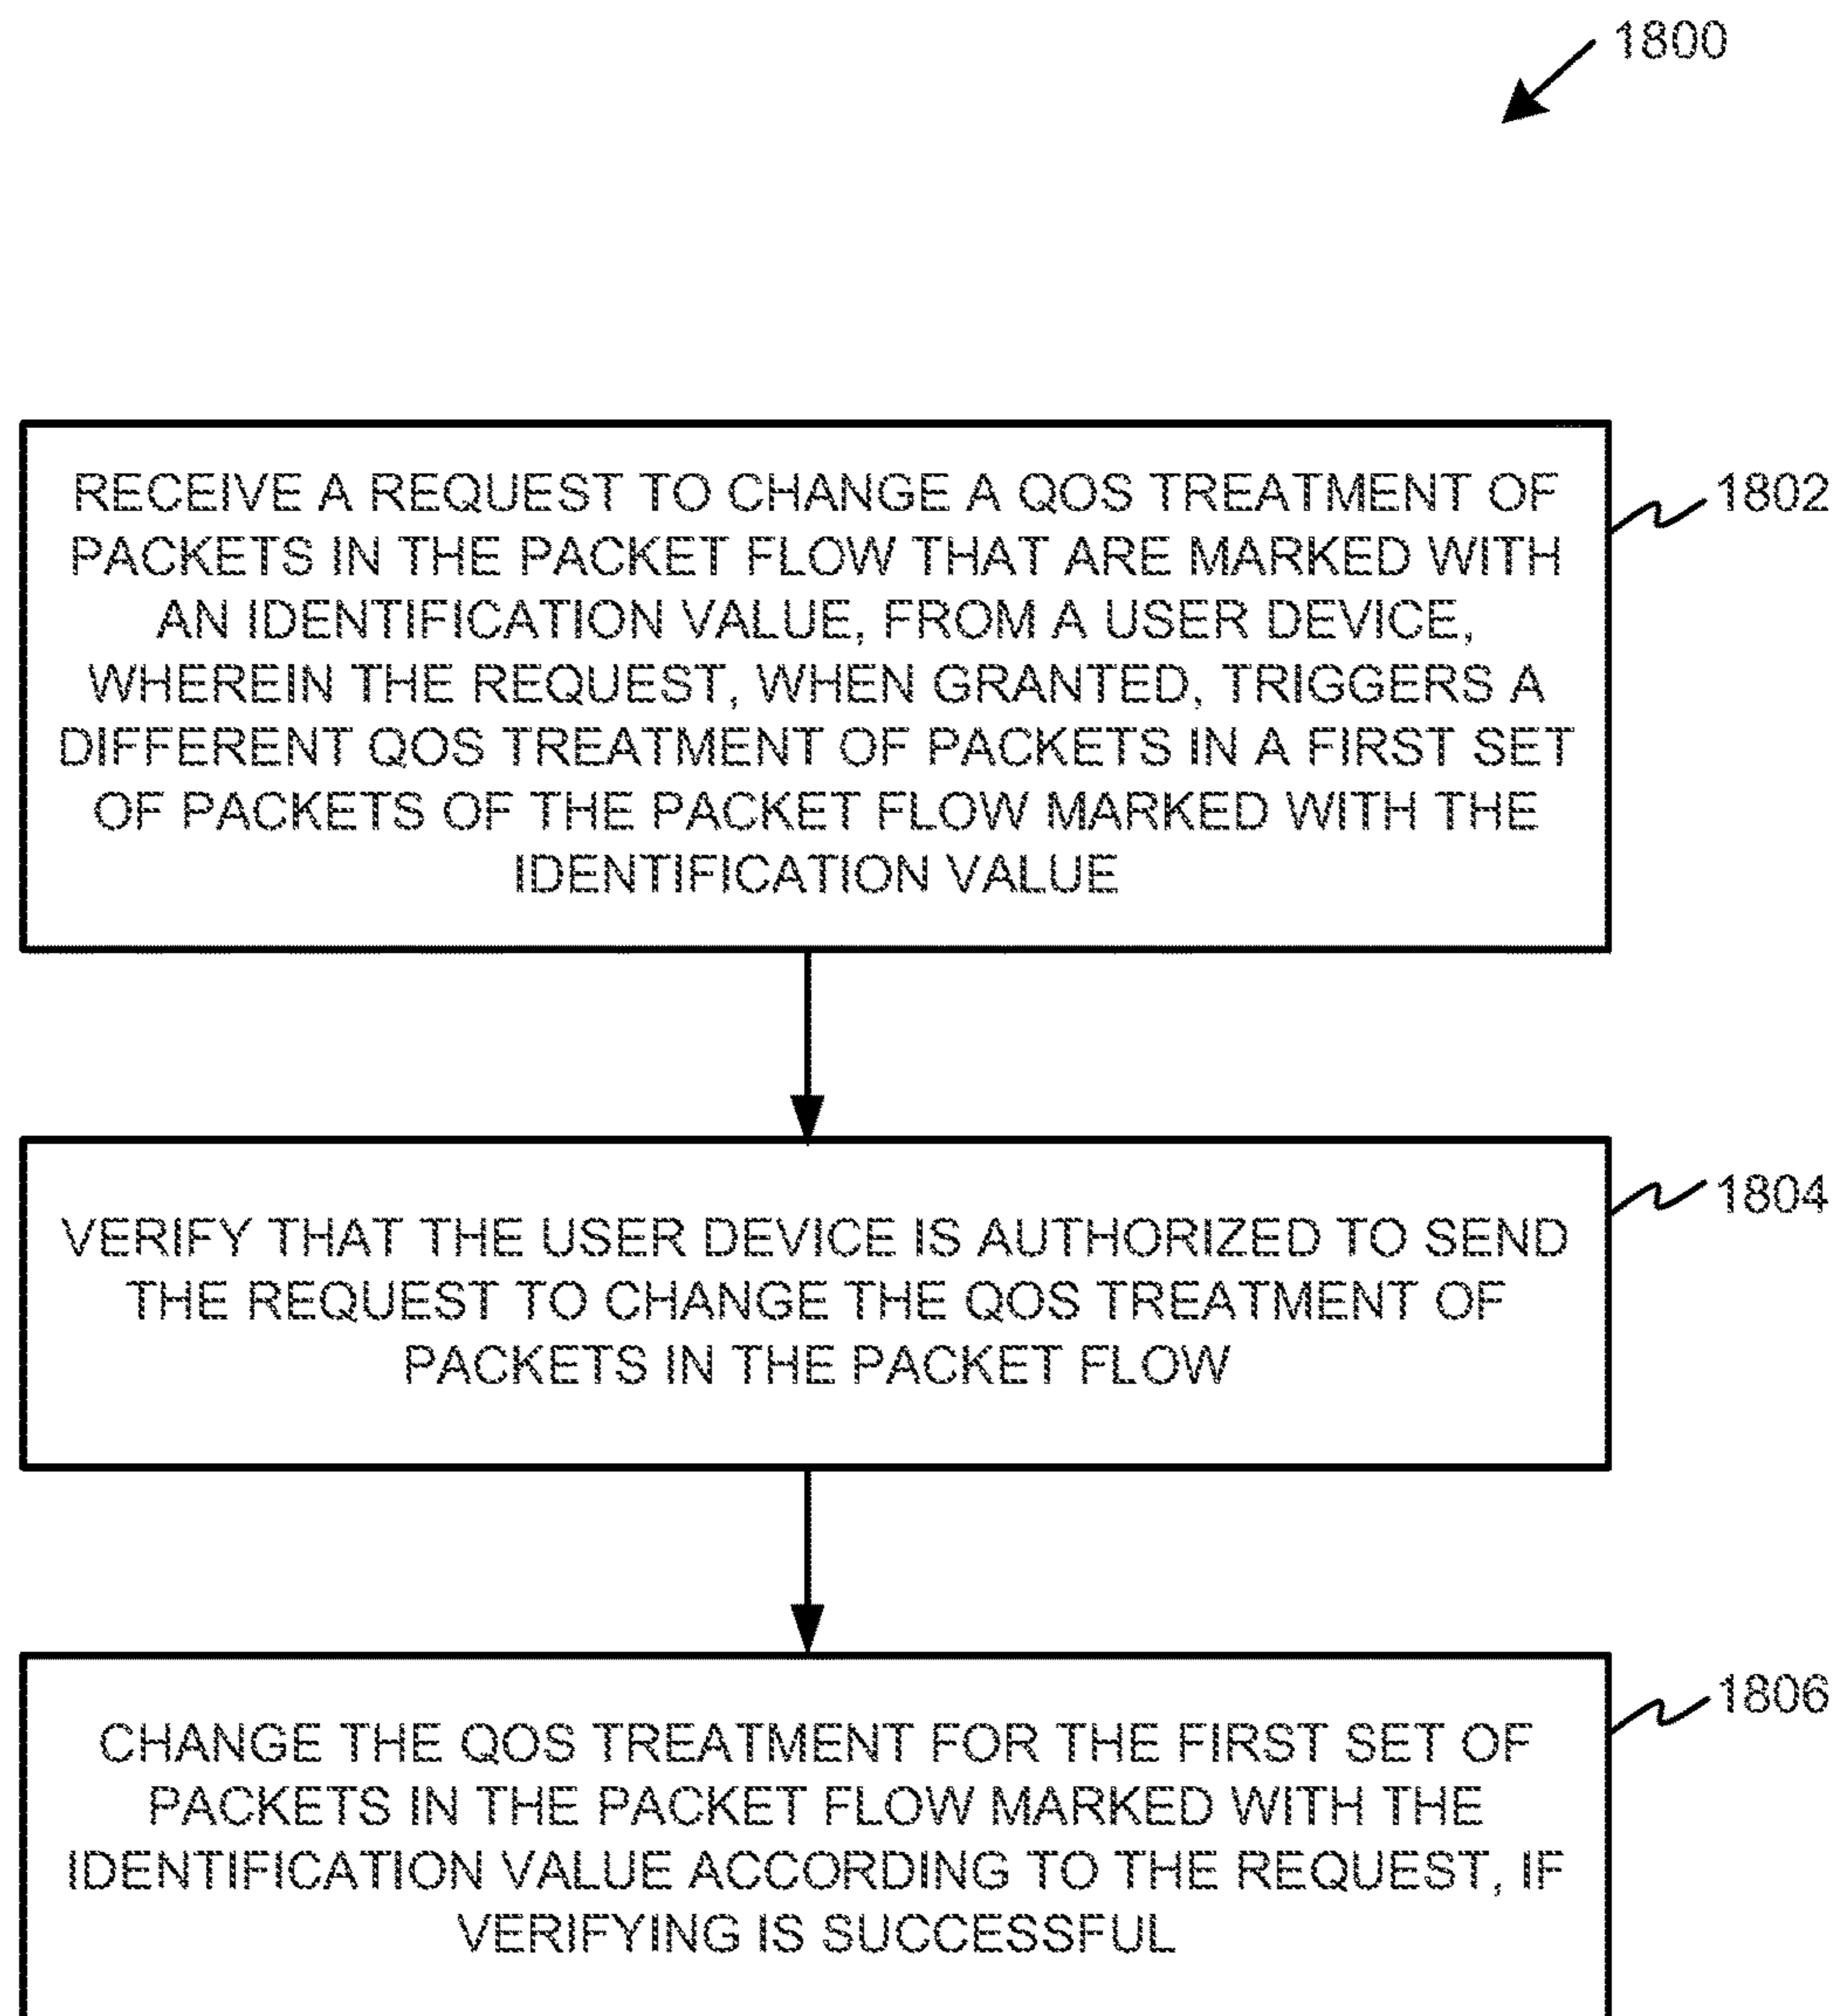 1800
RECEIVE A REQUEST TO CHANGE A QOS TREATMENT OF
PACKETS IN THE PACKET FLOW THAT ARE MARKED WITH
AN IDENTIFICATION VALUE, FROM A USER DEVICE,
WHEREIN THE REQUEST, WHEN GRANTED, TRIGGERS A
DIFFERENT QOS TREATMENT OF PACKETS IN A FIRST SET
OF PACKETS OF THE PACKET FLOW MARKED WITH THE
IDENTIFICATION VALUE
1802
VERIFY THAT THE USER DEVICE IS AUTHORIZED TO SEND
THE REQUEST TO CHANGE THE QOS TREATMENT OF
PACKETS IN THE PACKET FLOW
1804
CHANGE THE QOS TREATMENT FOR THE FIRST SET OF
PACKETS IN THE PACKET FLOW MARKED WITH THE
IDENTIFICATION VALUE ACCORDING TO THE REQUEST, IF
VERIFYING IS SUCCESSFUL
1806